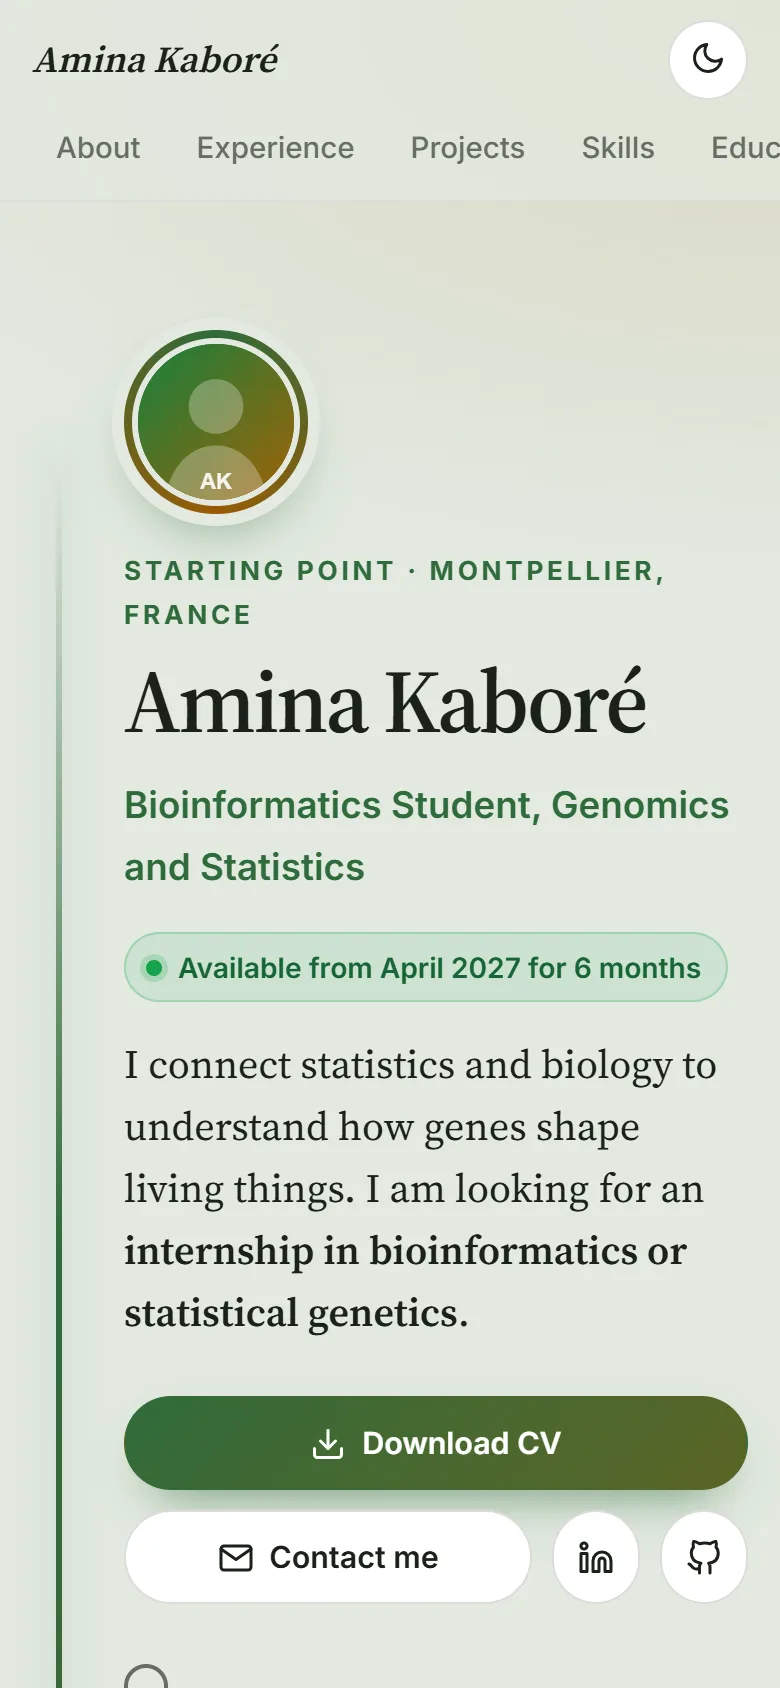 Amina Kaboré
About Experience Projects Skills Educ
AK
STARTING POINT · MONTPELLIER,
FRANCE
Amina Kaboré
Bioinformatics Student, Genomics
and Statistics
Available from April 2027 for 6 months
I connect statistics and biology to
understand how genes shape
living things. I am looking for an
internship in bioinformatics or
statistical genetics.
Download CV
Contact me